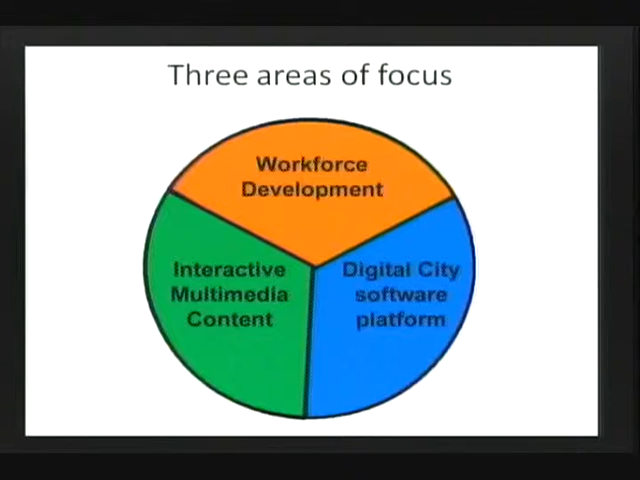 Three areas of focus
Workforce
Development
Interactive
Multimedia
Content
Digital City
software
platform